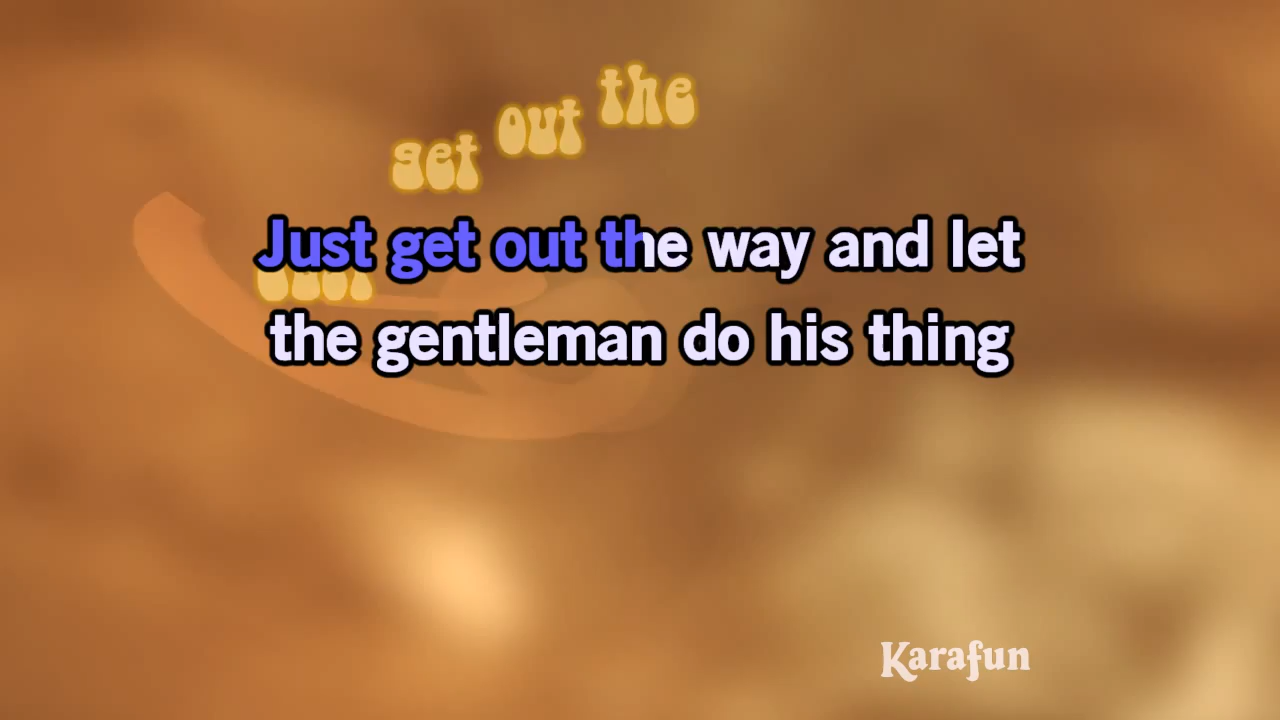 get out the
Just get out the way and let
the gentleman do his thing
Karafun